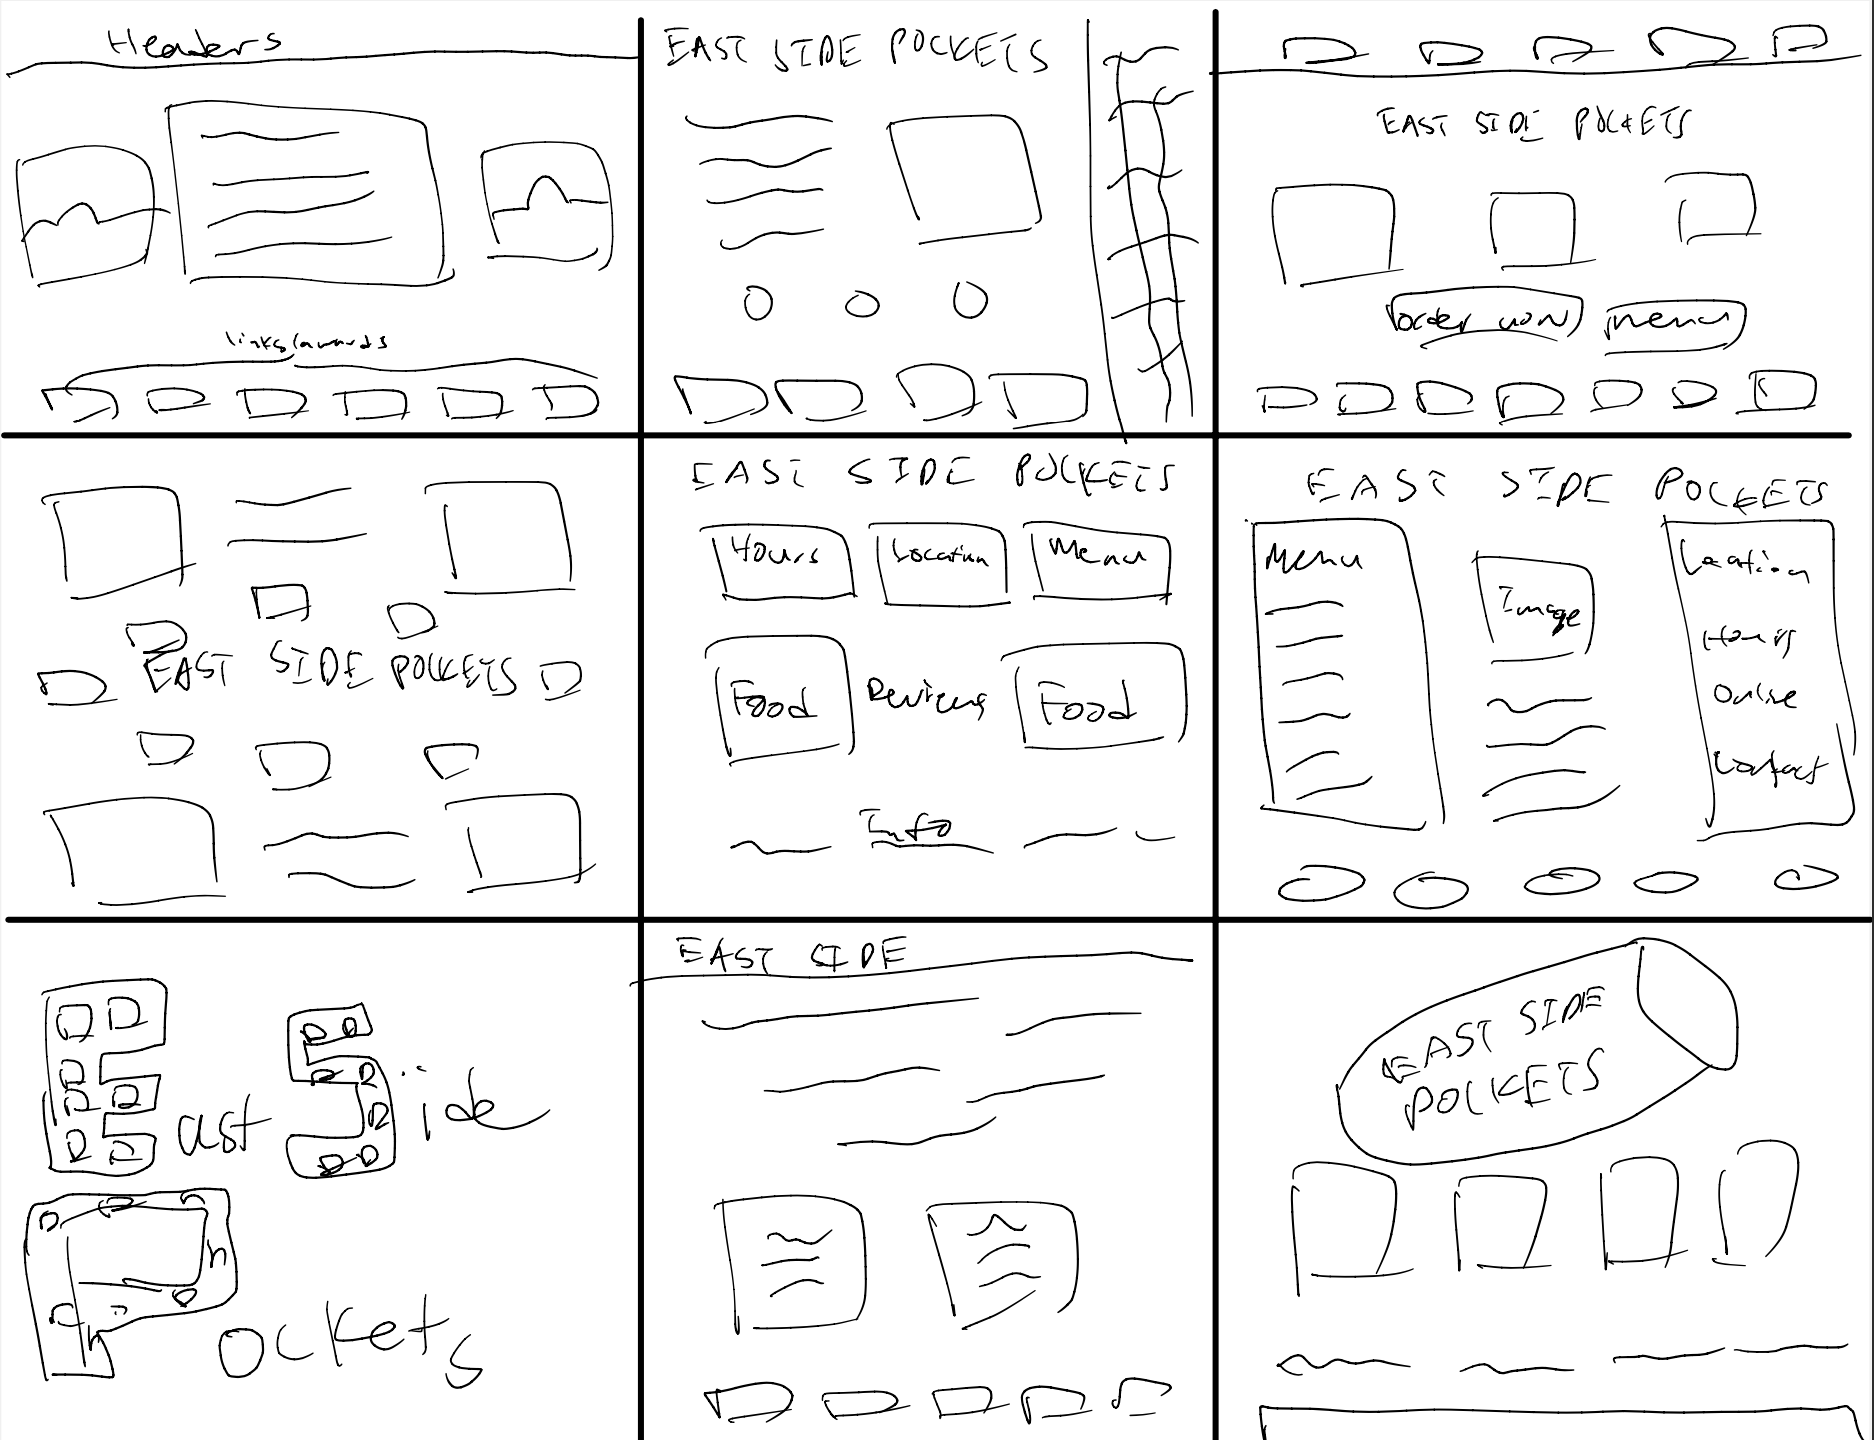 Headers
links/awards
EAST SIDE POCKETS
EAST SIDE POCKETS
order now
menu
EAST SIDE POCKETS
EAST SIDE POCKETS
Hours
Location
Menu
Food
Reviews
Food
Info
EAST SIDE POCKETS
Menu
Image
Location
Hours
Online
Contact
East Side
Pockets
EAST SIDE
EAST SIDE
POCKETS